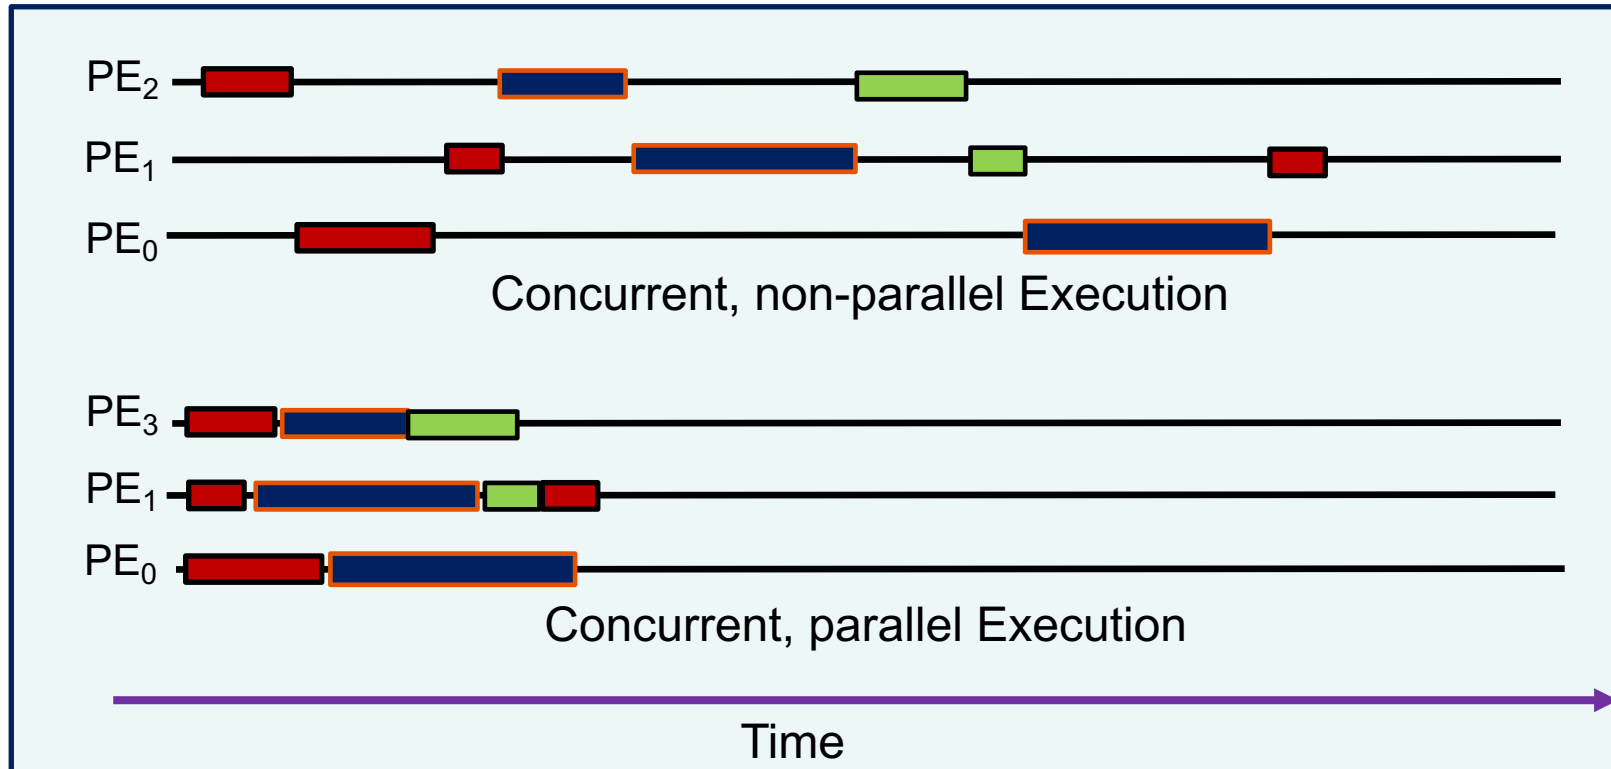 PE₂
PE₁
PE₀
Concurrent, non-parallel Execution
PE₃
PE₁
PE₀
Concurrent, parallel Execution
Time